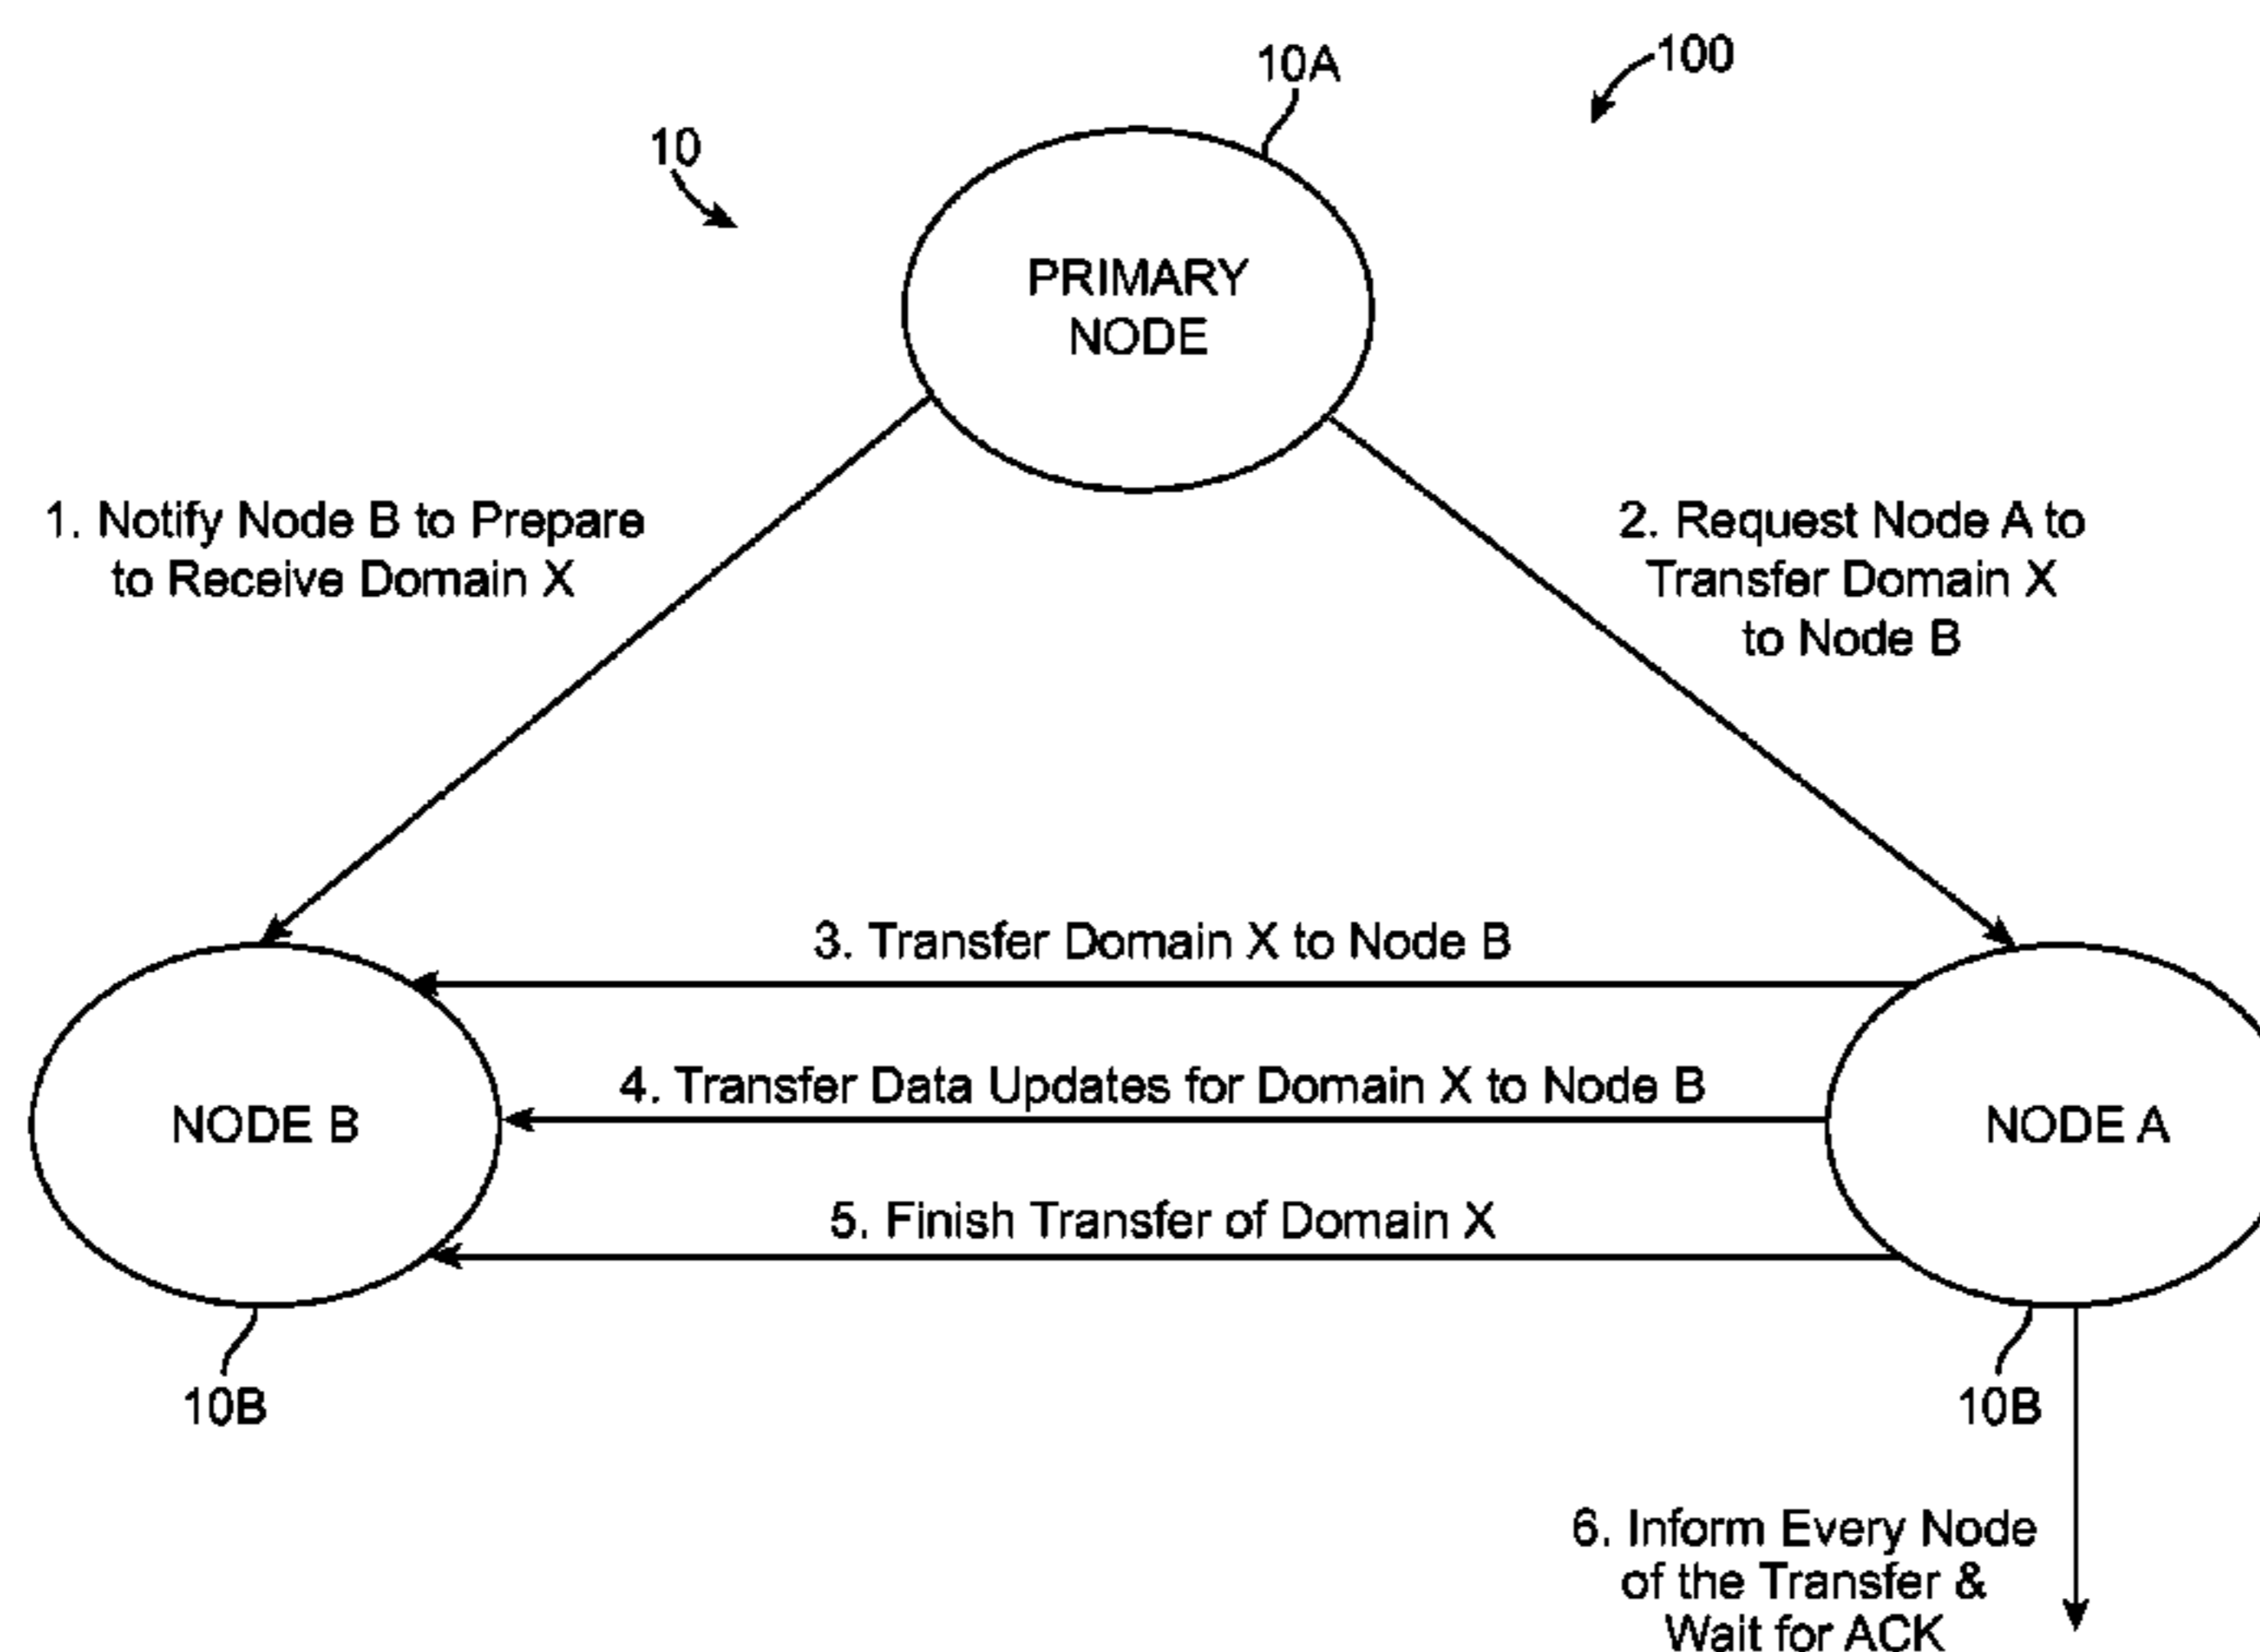 10A
100
10
PRIMARY
NODE
1. Notify Node B to Prepare
to Receive Domain X
2. Request Node A to
Transfer Domain X
to Node B
3. Transfer Domain X to Node B
4. Transfer Data Updates for Domain X to Node B
NODE B
NODE A
5. Finish Transfer of Domain X
10B
10B
6. Inform Every Node
of the Transfer &
Wait for ACK